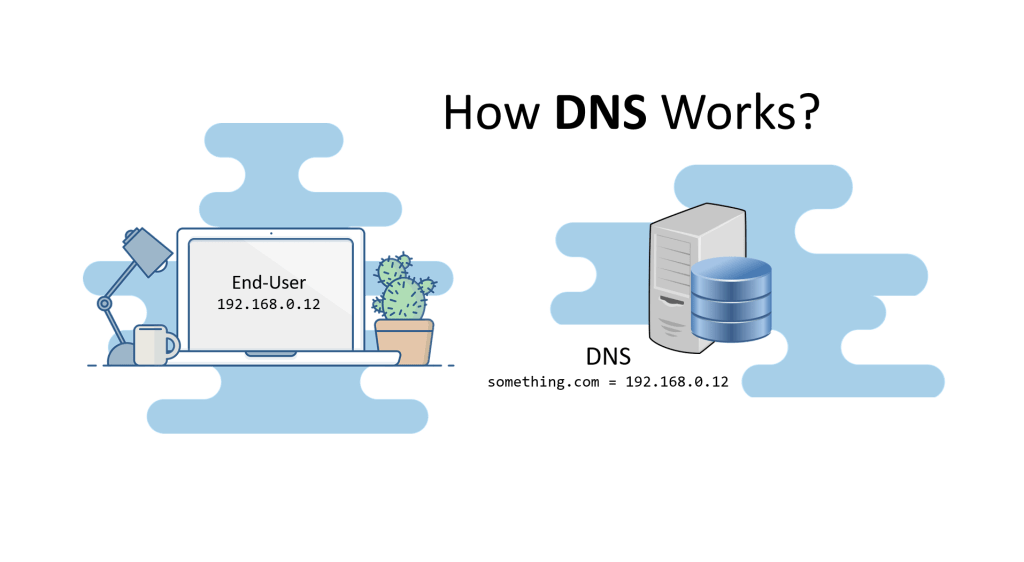 How DNS Works?
End-User
192.168.0.12
DNS
something.com = 192.168.0.12